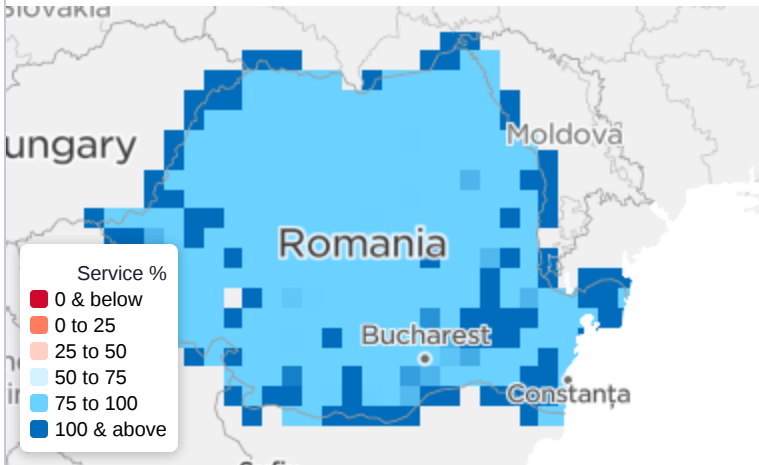 Slovakia
ungary
Moldova
Romania
Service %
0 & below
0 to 25
25 to 50
50 to 75
75 to 100
100 & above
Bucharest
Constanța